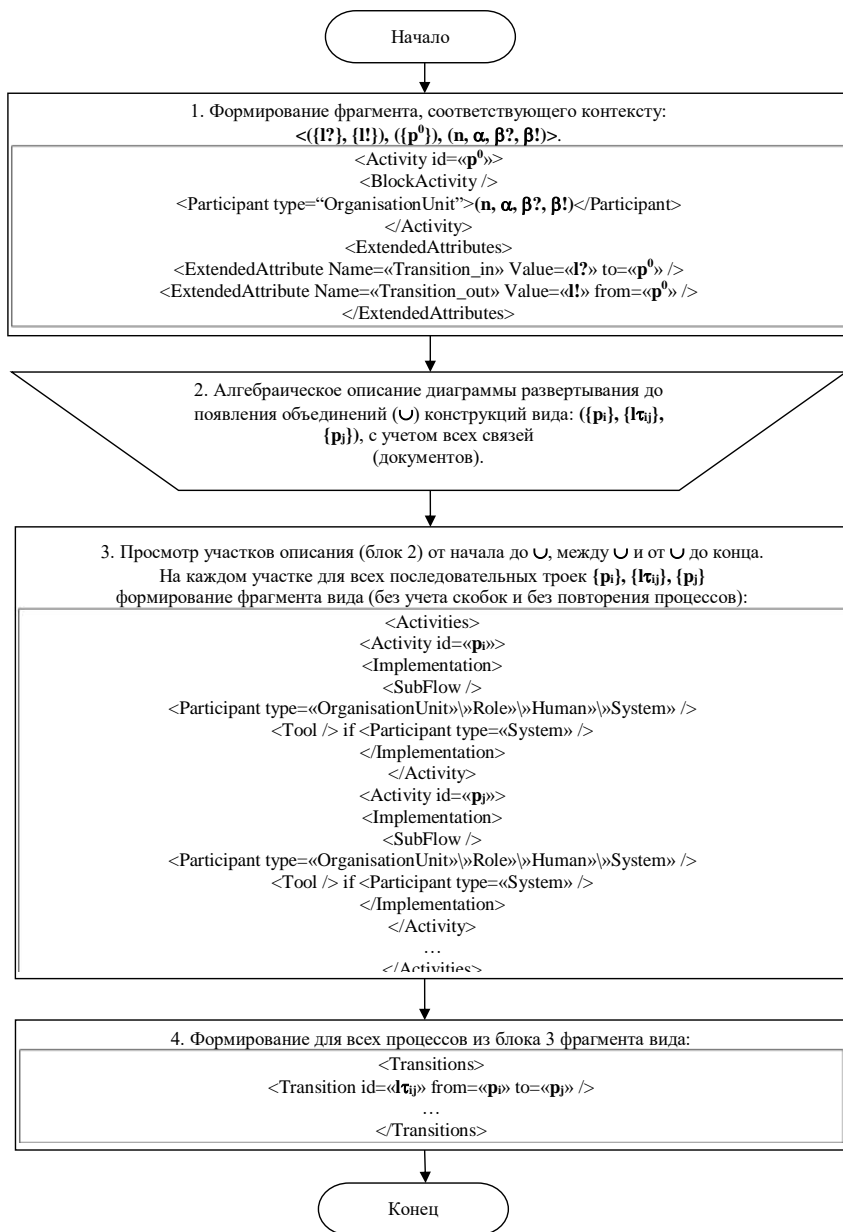 Начало
1. Формирование фрагмента, соответствующего контексту:
<({l?}, {l!}), ({p⁰}), (n, α, β?, β!)>.
<Activity id=«p⁰»>
<BlockActivity />
<Participant type=“OrganisationUnit”>(n, α, β?, β!)</Participant>
</Activity>
<ExtendedAttributes>
<ExtendedAttribute Name=«Transition_in» Value=«l?» to=«p⁰» />
<ExtendedAttribute Name=«Transition_out» Value=«l!» from=«p⁰» />
</ExtendedAttributes>
2. Алгебраическое описание диаграммы развертывания до
появления объединений (∪) конструкций вида: ({pᵢ}, {lτᵢⱼ},
{pⱼ}), с учетом всех связей
(документов).
3. Просмотр участков описания (блок 2) от начала до ∪, между ∪ и от ∪ до конца.
На каждом участке для всех последовательных троек {pᵢ}, {lτᵢⱼ}, {pⱼ}
формирование фрагмента вида (без учета скобок и без повторения процессов):
<Activities>
<Activity id=«pᵢ»>
<Implementation>
<SubFlow />
<Participant type=«OrganisationUnit»\»Role»\»Human»\»System» />
<Tool /> if <Participant type=«System» />
</Implementation>
</Activity>
<Activity id=«pⱼ»>
<Implementation>
<SubFlow />
<Participant type=«OrganisationUnit»\»Role»\»Human»\»System» />
<Tool /> if <Participant type=«System» />
</Implementation>
</Activity>
…
</Activities>
4. Формирование для всех процессов из блока 3 фрагмента вида:
<Transitions>
<Transition id=«lτᵢⱼ» from=«pᵢ» to=«pⱼ» />
…
</Transitions>
Конец